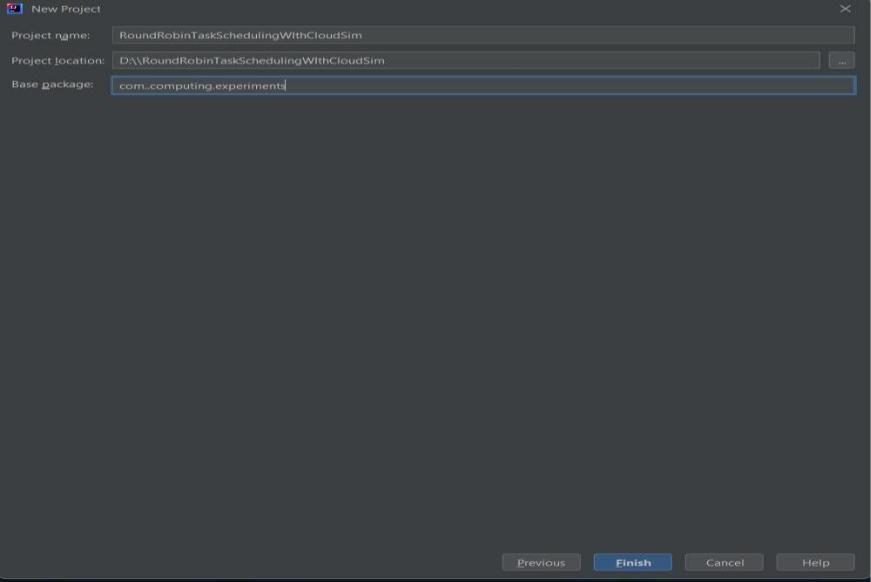 New Project
Project name: RoundRobinTaskSchedulingWIthCloudSim
Project location: D:\\RoundRobinTaskSchedulingWIthCloudSim ...
Base package: com..computing.experiments
Previous Finish Cancel Help